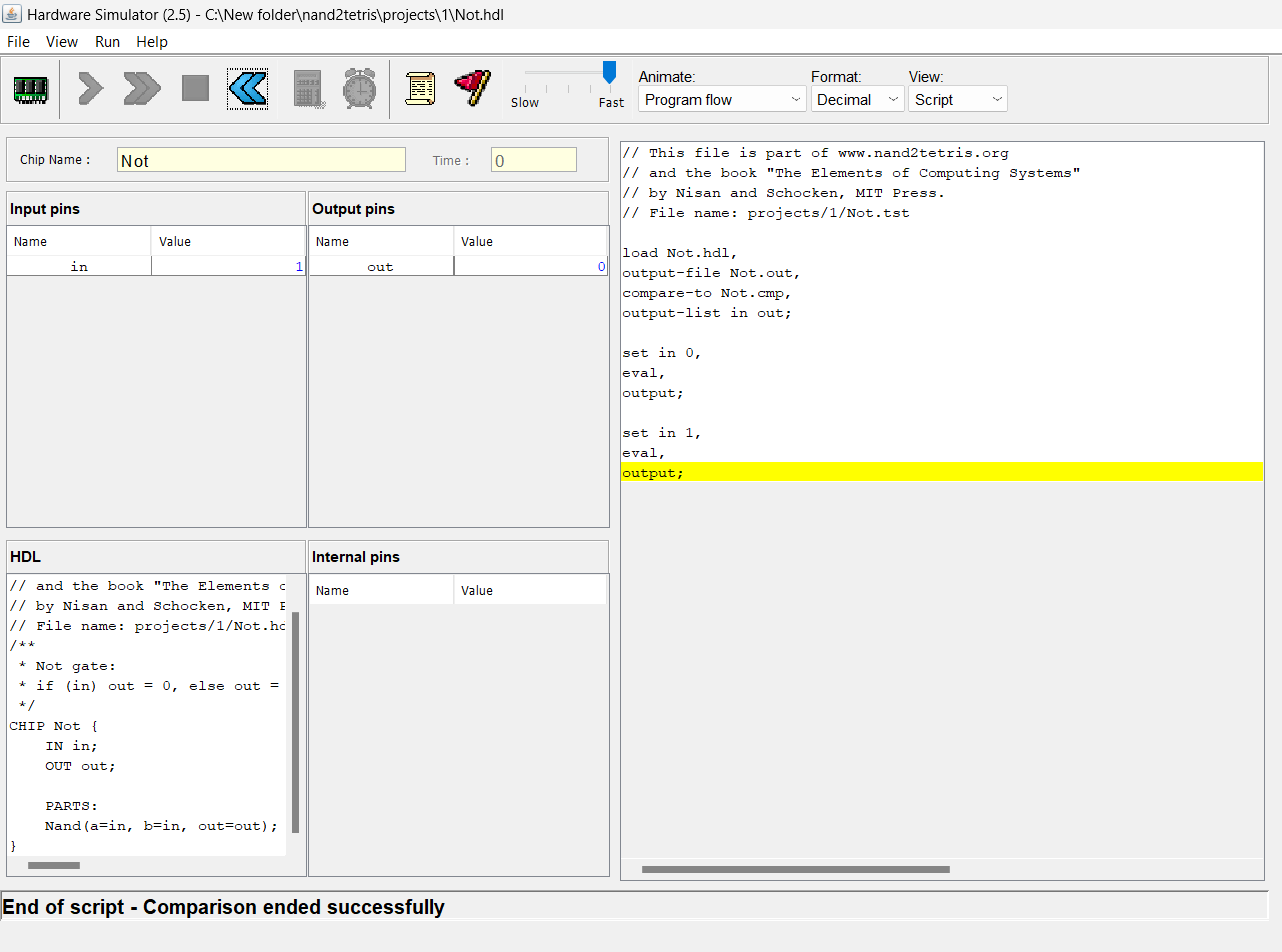 Hardware Simulator (2.5) - C:\New folder\nand2tetris\projects\1\Not.hdl
File View Run Help
Slow Fast
Animate:
Program flow
Format:
Decimal
View:
Script
Chip Name : Not Time : 0
Input pins
Name Value
in 1
Output pins
Name Value
out 0
HDL
// and the book "The Elements
// by Nisan and Schocken, MIT
// File name: projects/1/Not.
/**
* Not gate:
* if (in) out = 0, else out =
*/
CHIP Not {
IN in;
OUT out;
PARTS:
Nand(a=in, b=in, out=out);
}
Internal pins
Name Value
// This file is part of www.nand2tetris.org
// and the book "The Elements of Computing Systems"
// by Nisan and Schocken, MIT Press.
// File name: projects/1/Not.tst
load Not.hdl,
output-file Not.out,
compare-to Not.cmp,
output-list in out;
set in 0,
eval,
output;
set in 1,
eval,
output;
End of script - Comparison ended successfully